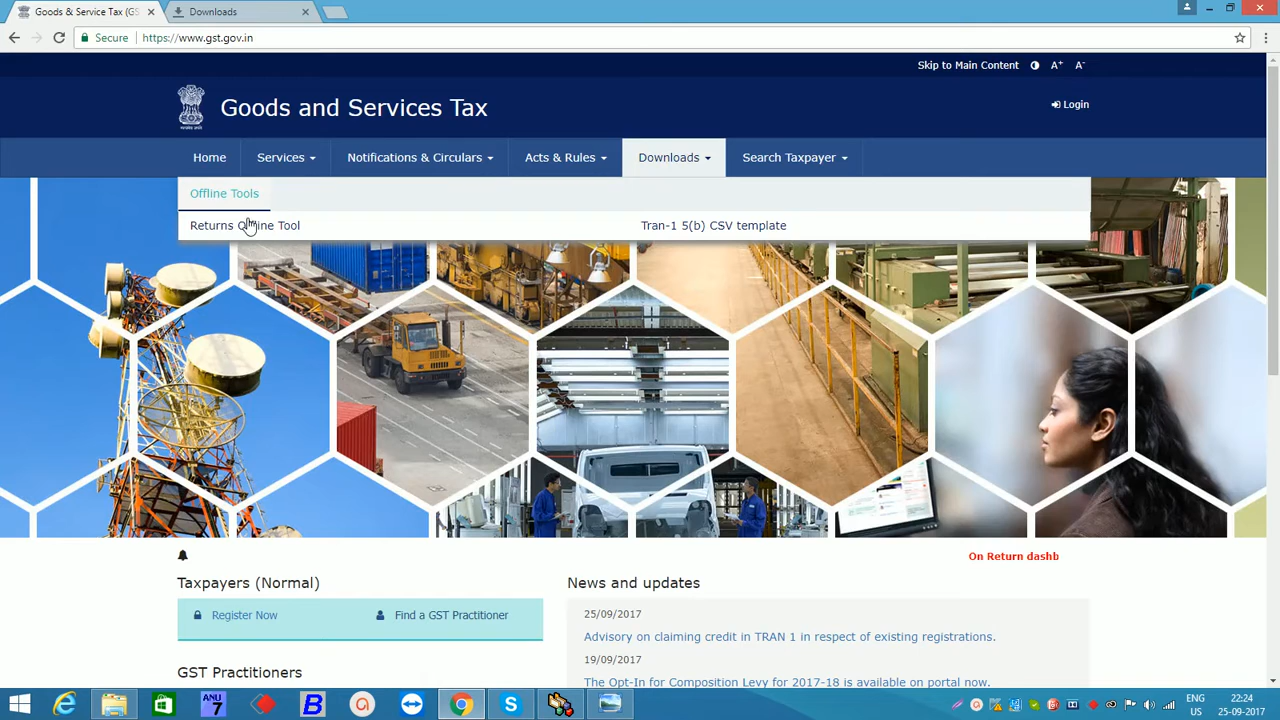 Goods & Services Tax (GS
Downloads
Secure
https://www.gst.gov.in
Skip to Main Content
A+
A-
Goods and Services Tax
Login
Home
Services
Notifications & Circulars
Acts & Rules
Downloads
Search Taxpayer
Offline Tools
Returns Offline Tool
Tran-1 5(b) CSV template
On Return dashb
Taxpayers (Normal)
Register Now
Find a GST Practitioner
GST Practitioners
News and updates
25/09/2017
Advisory on claiming credit in TRAN 1 in respect of existing registrations.
19/09/2017
The Opt-In for Composition Levy for 2017-18 is available on portal now.
ANU
7
B
ENG
US
22:24
25-09-2017